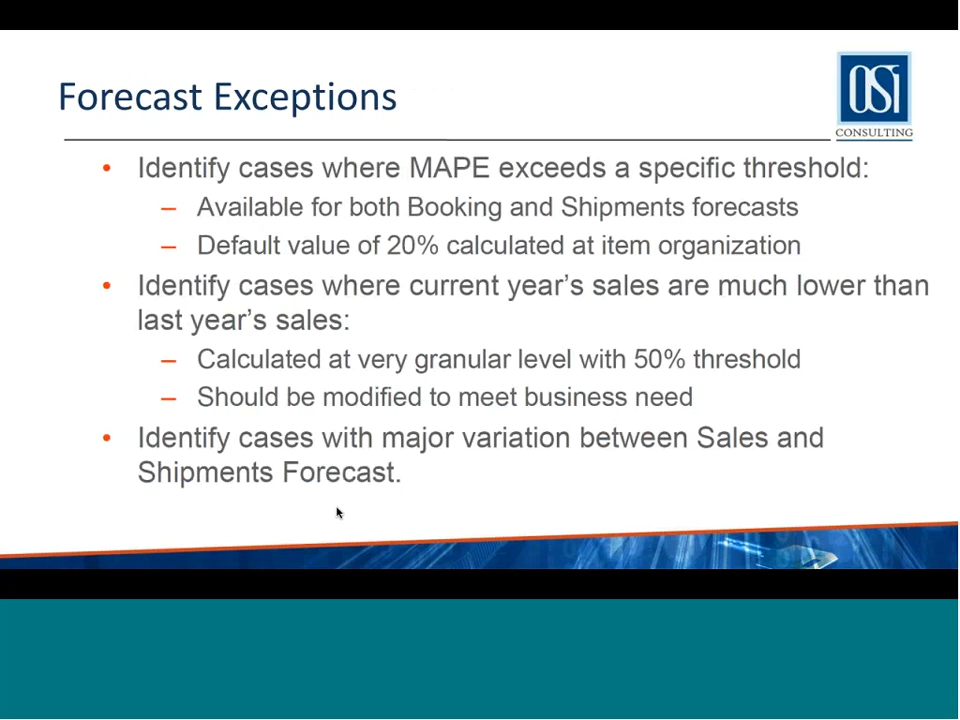 Forecast Exceptions
OSi
CONSULTING
• Identify cases where MAPE exceeds a specific threshold:
– Available for both Booking and Shipments forecasts
– Default value of 20% calculated at item organization
• Identify cases where current year's sales are much lower than
last year's sales:
– Calculated at very granular level with 50% threshold
– Should be modified to meet business need
• Identify cases with major variation between Sales and
Shipments Forecast.